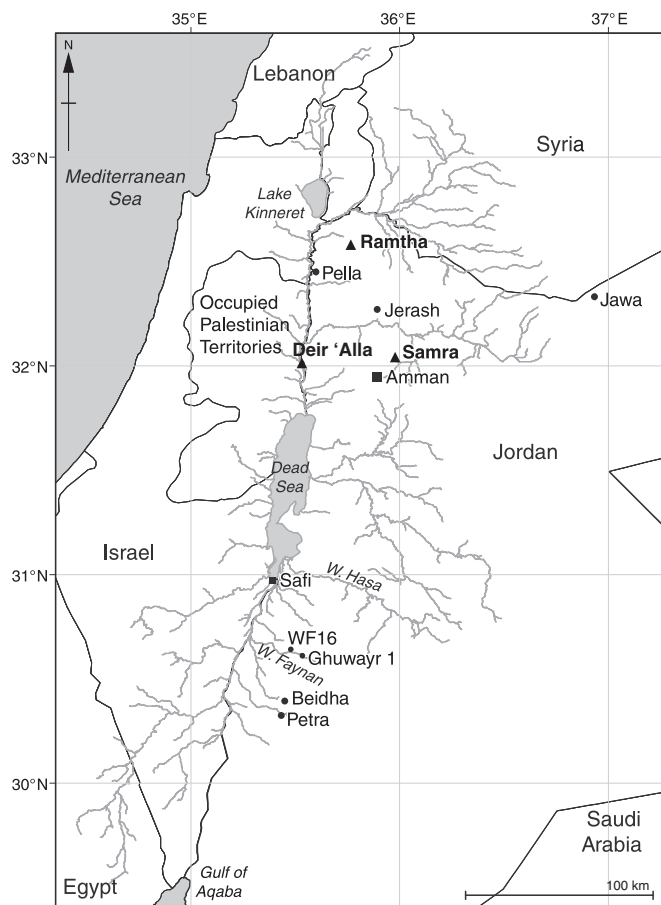 35°E
36°E
37°E
N
Lebanon
Syria
33°N
Mediterranean
Sea
Lake
Kinneret
Ramtha
Pella
Jawa
Occupied
Palestinian
Territories
Jerash
Deir ‘Alla
Samra
32°N
Amman
Jordan
Dead
Sea
Israel
31°N
Safi
W. Hasa
WF16
Ghuwayr 1
W. Faynan
Beidha
Petra
30°N
Saudi
Arabia
Gulf of
Aqaba
Egypt
100 km